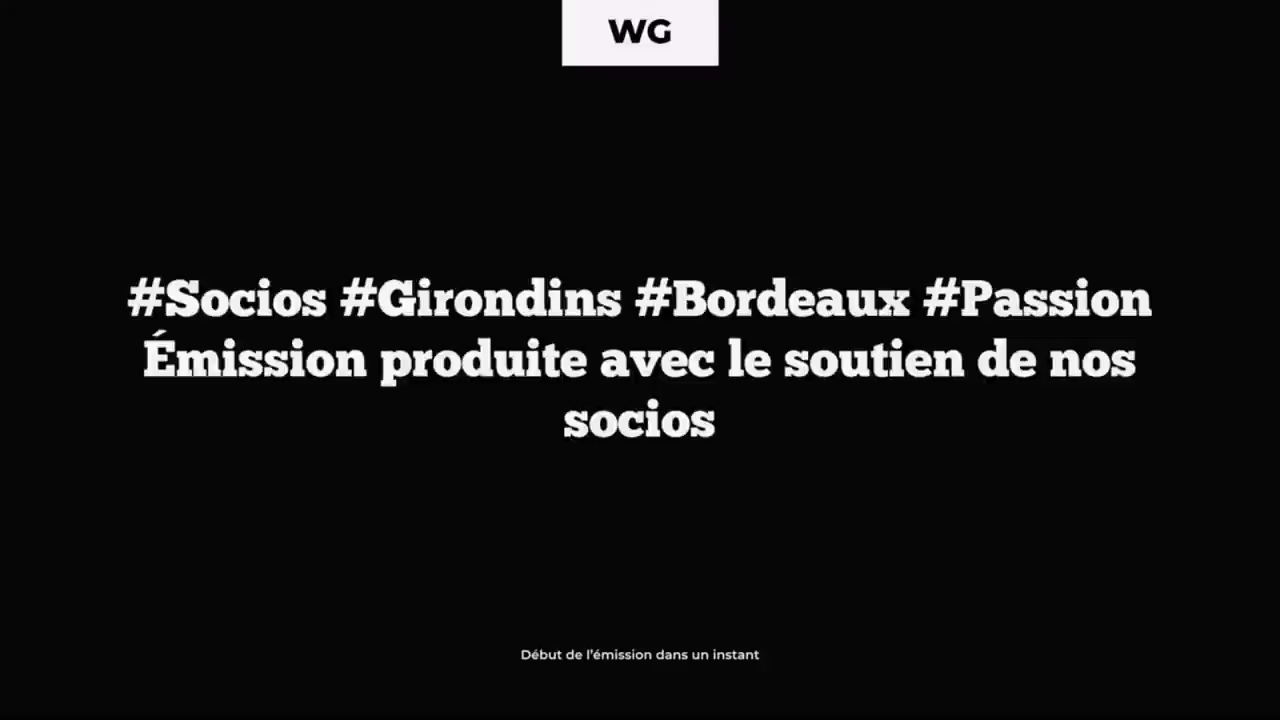 WG
#Socios #Girondins #Bordeaux #Passion
Émission produite avec le soutien de nos
socios
Début de l'émission dans un instant